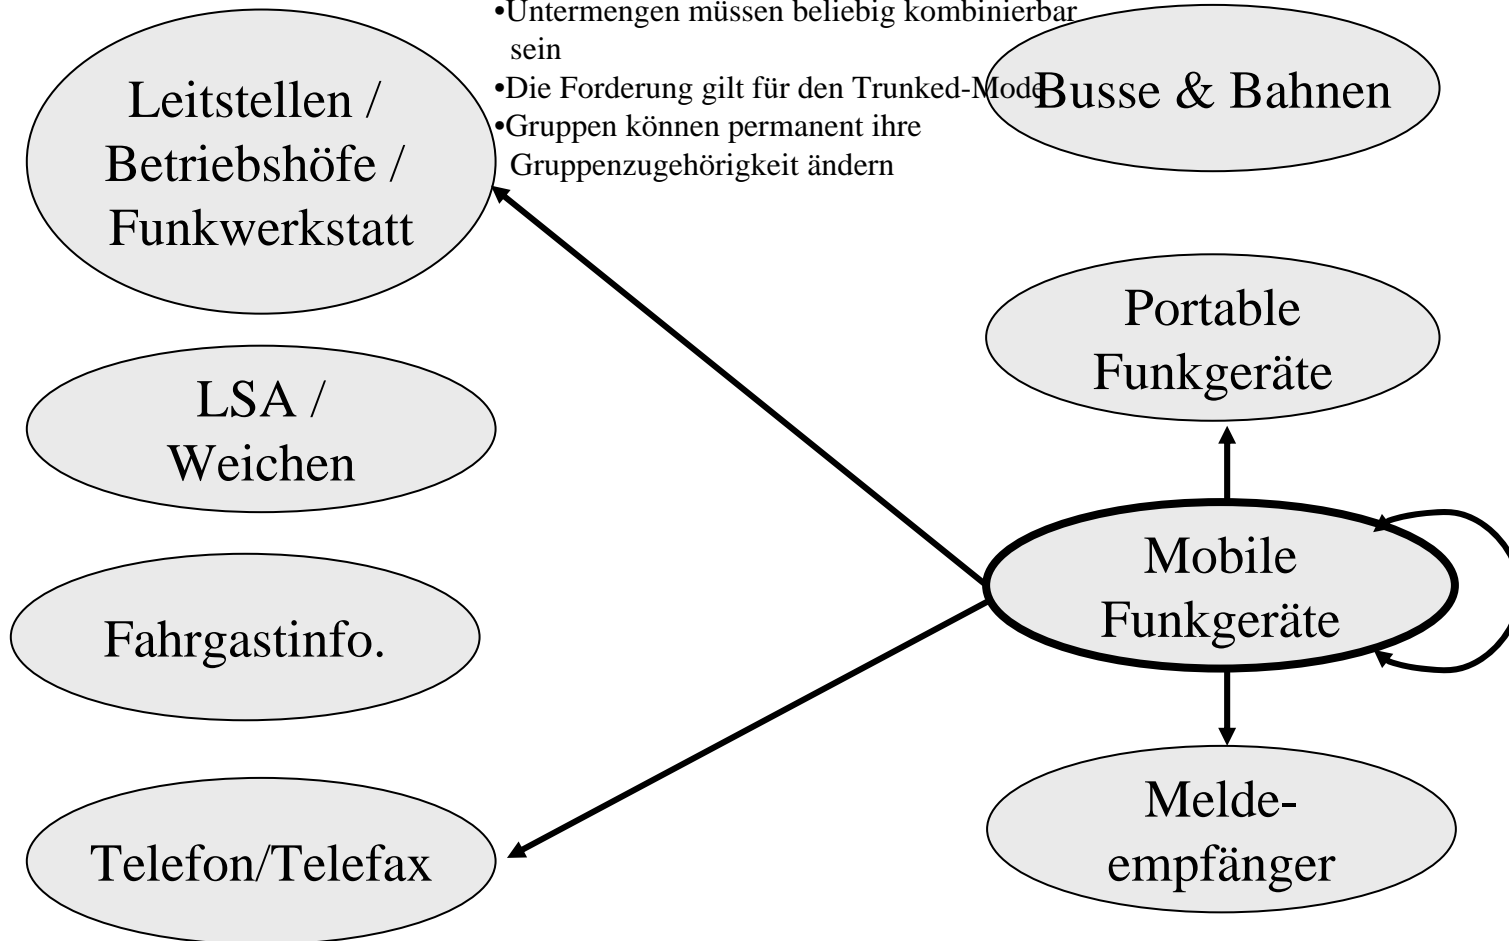 •Untermengen müssen beliebig kombinierbar
sein
•Die Forderung gilt für den Trunked-Mode
•Gruppen können permanent ihre
Gruppenzugehörigkeit ändern
Leitstellen /
Betriebshöfe /
Funkwerkstatt
Busse & Bahnen
Portable
Funkgeräte
LSA /
Weichen
Mobile
Funkgeräte
Fahrgastinfo.
Melde-
empfänger
Telefon/Telefax